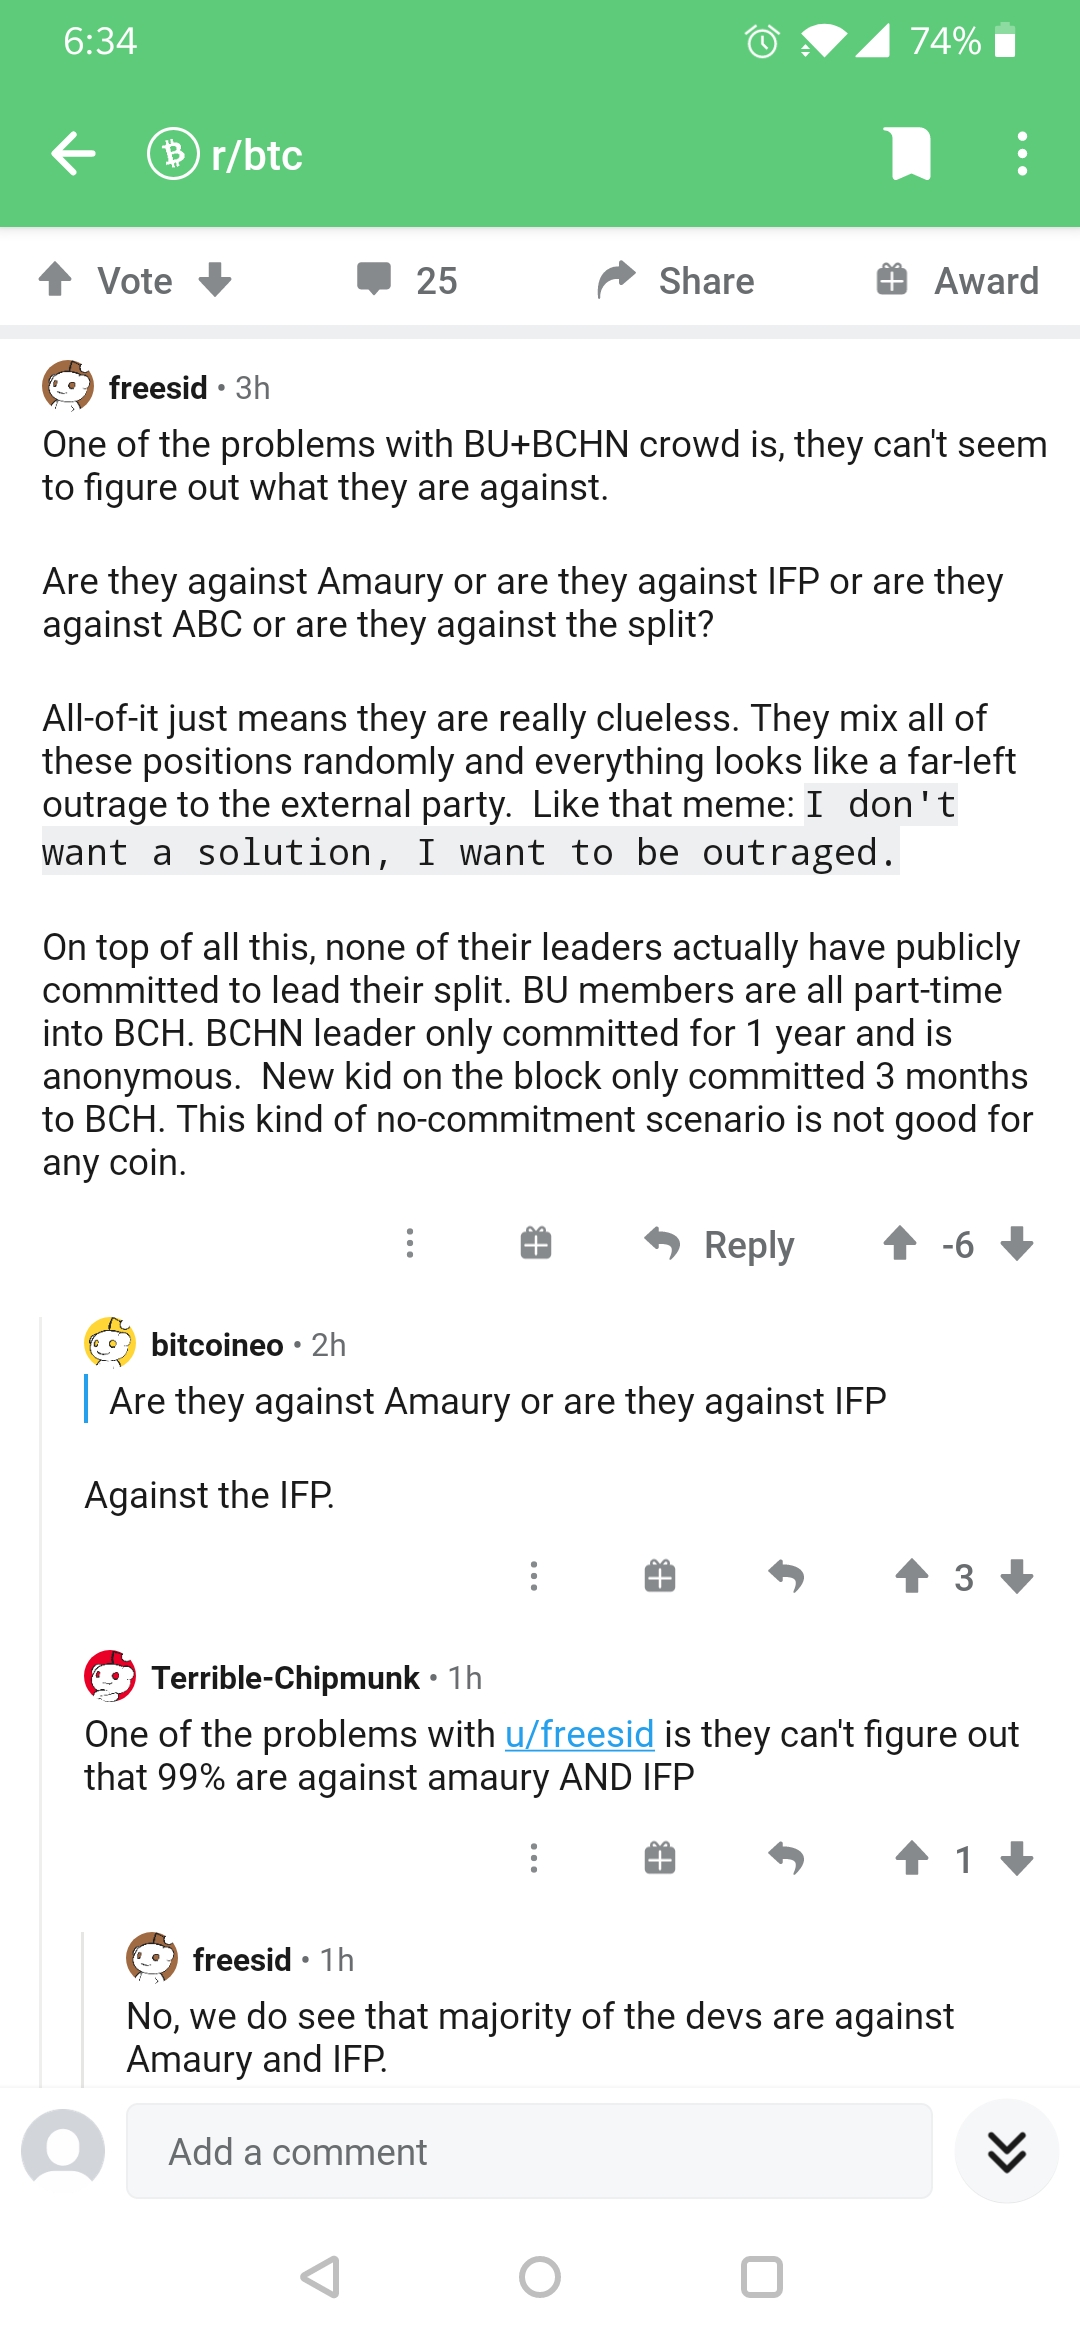 6:34
74%
r/btc
Vote
25
Share
Award
freesid • 3h
One of the problems with BU+BCHN crowd is, they can't seem
to figure out what they are against.
Are they against Amaury or are they against IFP or are they
against ABC or are they against the split?
All-of-it just means they are really clueless. They mix all of
these positions randomly and everything looks like a far-left
outrage to the external party.  Like that meme: I don't
want a solution, I want to be outraged.
On top of all this, none of their leaders actually have publicly
committed to lead their split. BU members are all part-time
into BCH. BCHN leader only committed for 1 year and is
anonymous.  New kid on the block only committed 3 months
to BCH. This kind of no-commitment scenario is not good for
any coin.
Reply
-6
bitcoineo • 2h
Are they against Amaury or are they against IFP
Against the IFP.
3
Terrible-Chipmunk • 1h
One of the problems with u/freesid is they can't figure out
that 99% are against amaury AND IFP
1
freesid • 1h
No, we do see that majority of the devs are against
Amaury and IFP.
Add a comment